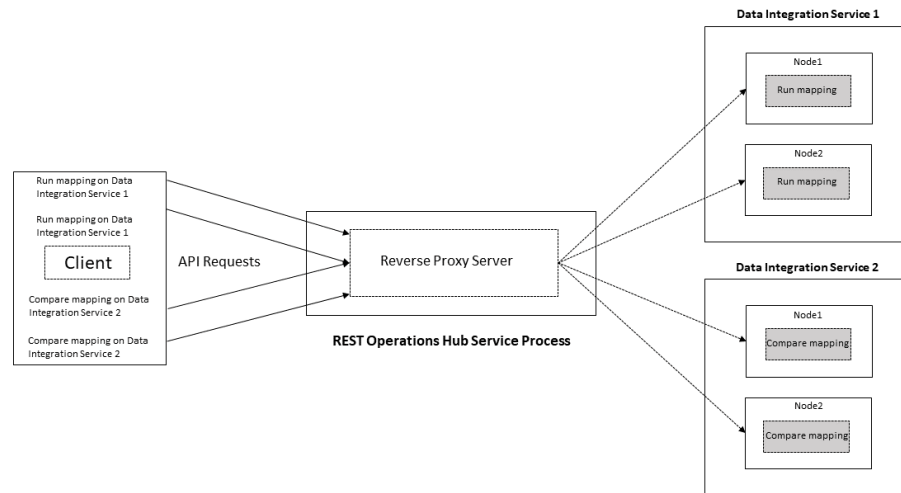 Data Integration Service 1
Node1
Run mapping
Node2
Run mapping
Run mapping on Data
Integration Service 1
Run mapping on Data
Integration Service 1
Client
Compare mapping on Data
Integration Service 2
Compare mapping on Data
Integration Service 2
API Requests
Reverse Proxy Server
REST Operations Hub Service Process
Data Integration Service 2
Node1
Compare mapping
Node2
Compare mapping